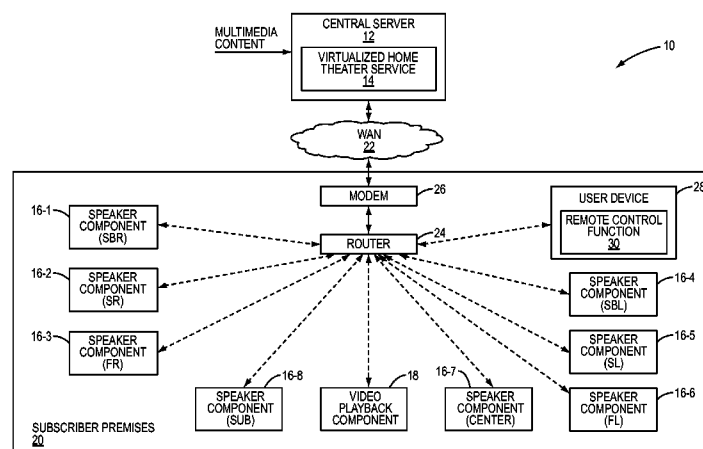 MULTIMEDIA
CONTENT
CENTRAL SERVER
12
VIRTUALIZED HOME
THEATER SERVICE
14
10
WAN
22
MODEM
26
ROUTER
24
USER DEVICE
28
REMOTE CONTROL
FUNCTION
30
16-1
SPEAKER
COMPONENT
(SBR)
16-2
SPEAKER
COMPONENT
(SR)
16-3
SPEAKER
COMPONENT
(FR)
16-4
SPEAKER
COMPONENT
(SBL)
16-5
SPEAKER
COMPONENT
(SL)
16-6
SPEAKER
COMPONENT
(FL)
16-8
SPEAKER
COMPONENT
(SUB)
18
VIDEO
PLAYBACK
COMPONENT
16-7
SPEAKER
COMPONENT
(CENTER)
SUBSCRIBER PREMISES
20